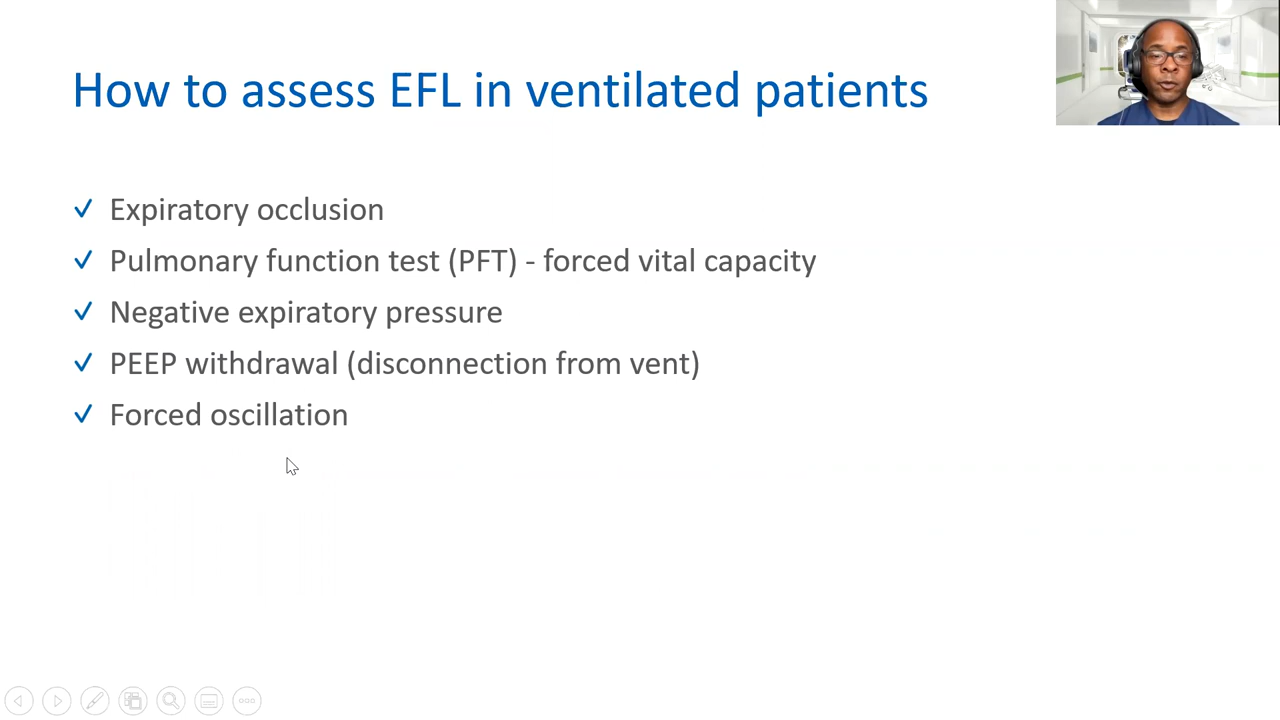 How to assess EFL in ventilated patients
Expiratory occlusion
Pulmonary function test (PFT) - forced vital capacity
Negative expiratory pressure
PEEP withdrawal (disconnection from vent)
Forced oscillation